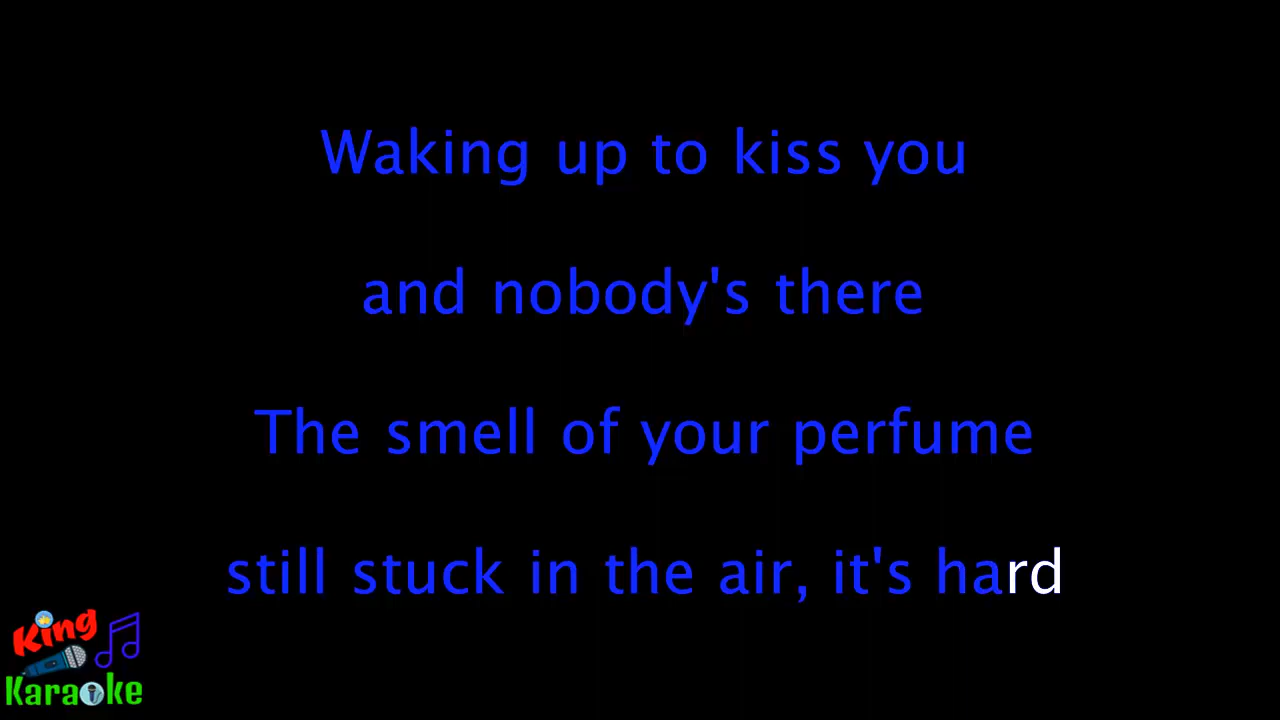 Waking up to kiss you
and nobody's there
The smell of your perfume
still stuck in the air, it's hard
King
Karaoke